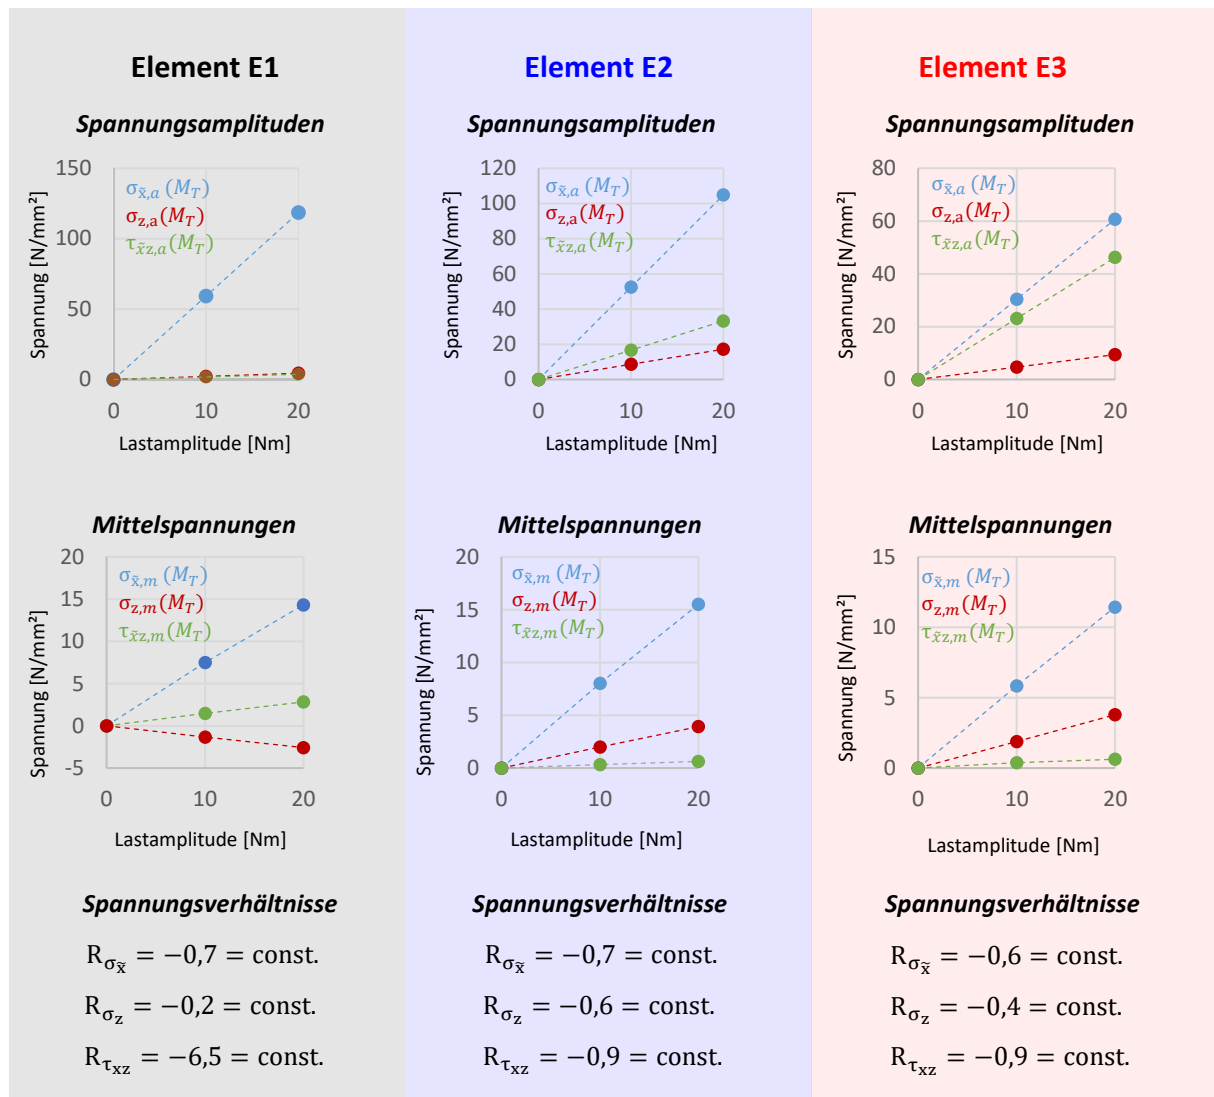 Element E1
Spannungsamplituden
150
100
50
0
0
10
20
Spannung [N/mm²]
σx̃,a (MT)
σz,a(MT)
τx̃z,a(MT)
Lastamplitude [Nm]
Mittelspannungen
20
15
10
5
0
-5
0
10
20
Spannung [N/mm²]
σx̃,m (MT)
σz,m(MT)
τx̃z,m(MT)
Lastamplitude [Nm]
Spannungsverhältnisse
Rσx̃ = −0,7 = const.
Rσz = −0,2 = const.
Rτxz = −6,5 = const.
Element E2
Spannungsamplituden
120
100
80
60
40
20
0
0
10
20
Spannung [N/mm²]
σx̃,a (MT)
σz,a(MT)
τx̃z,a(MT)
Lastamplitude [Nm]
Mittelspannungen
20
15
10
5
0
0
10
20
Spannung [N/mm²]
σx̃,m (MT)
σz,m(MT)
τx̃z,m(MT)
Lastamplitude [Nm]
Spannungsverhältnisse
Rσx̃ = −0,7 = const.
Rσz = −0,6 = const.
Rτxz = −0,9 = const.
Element E3
Spannungsamplituden
80
60
40
20
0
0
10
20
Spannung [N/mm²]
σx̃,a (MT)
σz,a(MT)
τx̃z,a(MT)
Lastamplitude [Nm]
Mittelspannungen
15
10
5
0
0
10
20
Spannung [N/mm²]
σx̃,m (MT)
σz,m(MT)
τx̃z,m(MT)
Lastamplitude [Nm]
Spannungsverhältnisse
Rσx̃ = −0,6 = const.
Rσz = −0,4 = const.
Rτxz = −0,9 = const.